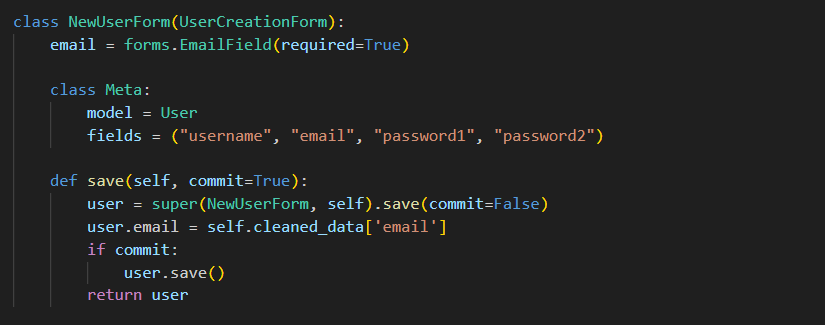 class NewUserForm(UserCreationForm):
    email = forms.EmailField(required=True)

    class Meta:
        model = User
        fields = ("username", "email", "password1", "password2")

    def save(self, commit=True):
        user = super(NewUserForm, self).save(commit=False)
        user.email = self.cleaned_data['email']
        if commit:
            user.save()
        return user